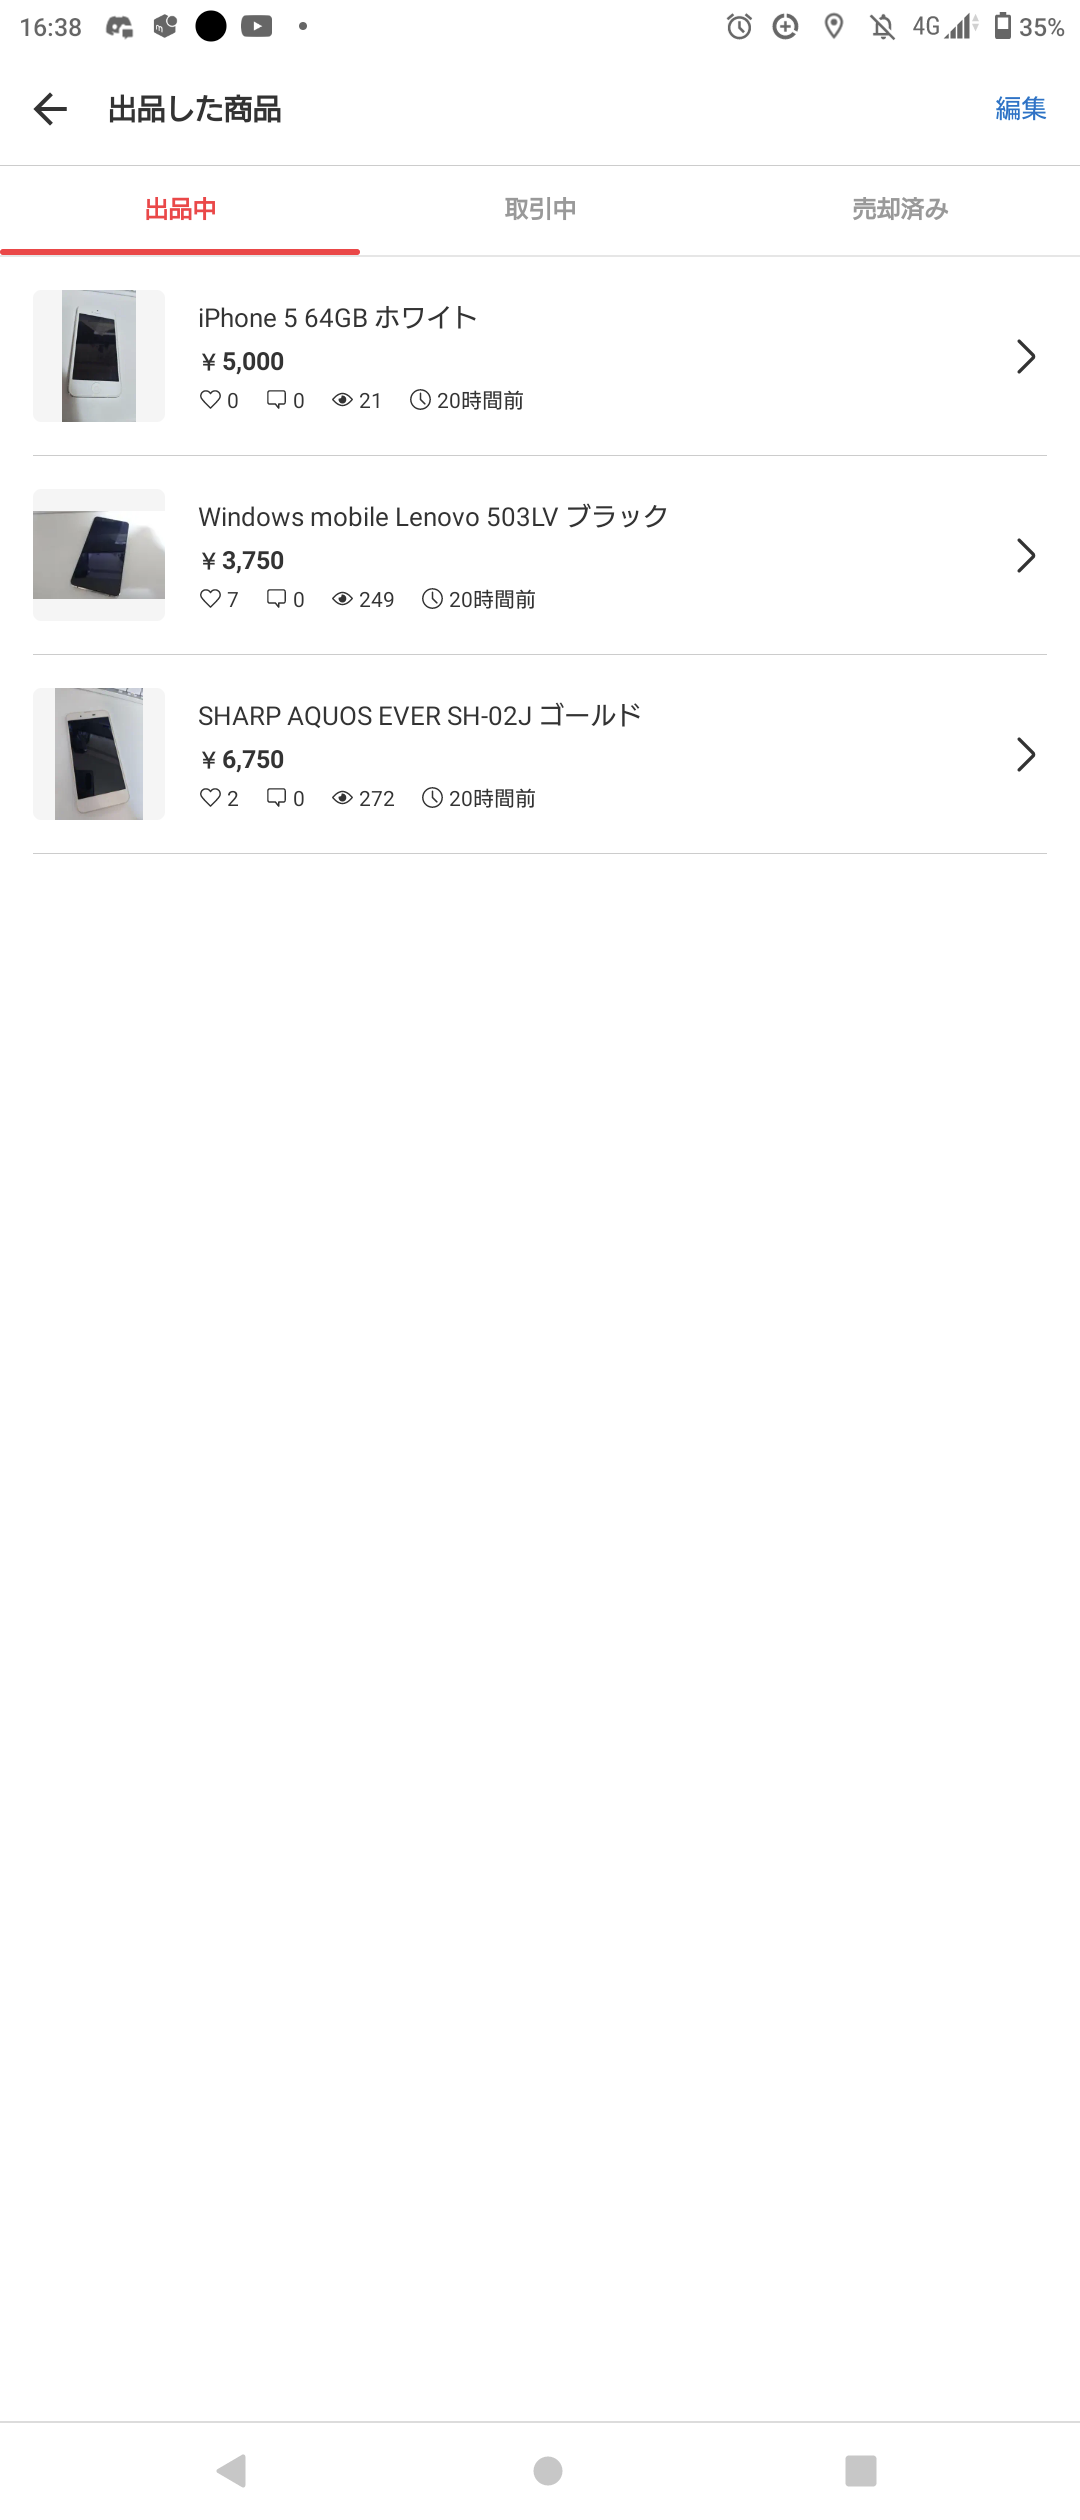 16:38 4G 35%
出品した商品 編集
出品中 取引中 売却済み
iPhone 5 64GB ホワイト
¥ 5,000
0 0 21 20時間前
Windows mobile Lenovo 503LV ブラック
¥ 3,750
7 0 249 20時間前
SHARP AQUOS EVER SH-02J ゴールド
¥ 6,750
2 0 272 20時間前